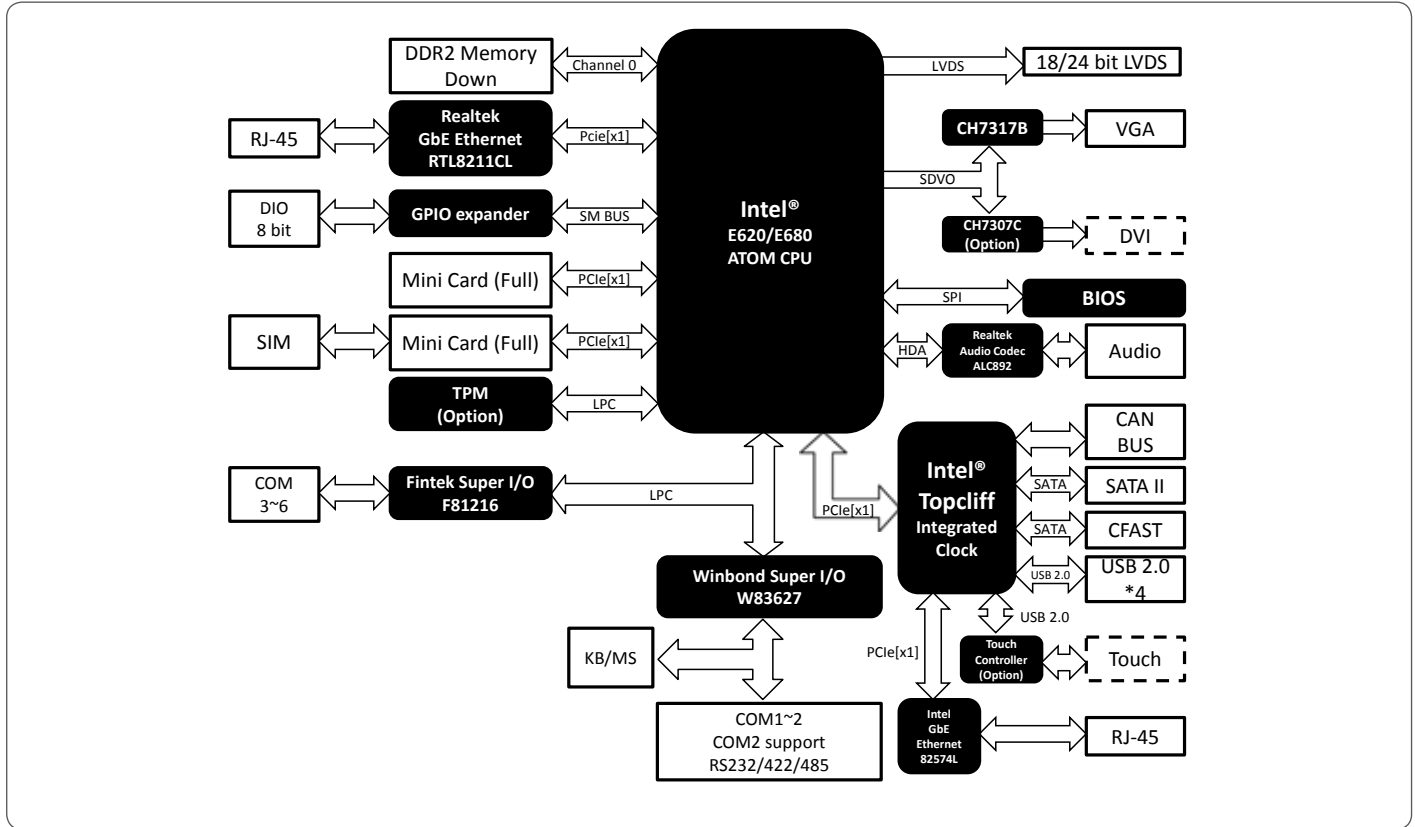 DDR2 Memory
Down
Channel 0
LVDS
18/24 bit LVDS
RJ-45
Realtek
GbE Ethernet
RTL8211CL
Pcie[x1]
CH7317B
VGA
SDVO
DIO
8 bit
GPIO expander
SM BUS
Intel®
E620/E680
ATOM CPU
CH7307C
(Option)
DVI
Mini Card (Full)
PCIe[x1]
SPI
BIOS
SIM
Mini Card (Full)
PCIe[x1]
HDA
Realtek
Audio Codec
ALC892
Audio
TPM
(Option)
LPC
COM
3~6
Fintek Super I/O
F81216
LPC
PCIe[x1]
Intel®
Topcliff
Integrated
Clock
CAN
BUS
SATA
SATA II
SATA
CFAST
USB 2.0
USB 2.0
*4
Winbond Super I/O
W83627
USB 2.0
KB/MS
PCIe[x1]
Touch
Controller
(Option)
Touch
COM1~2
COM2 support
RS232/422/485
Intel
GbE
Ethernet
82574L
RJ-45